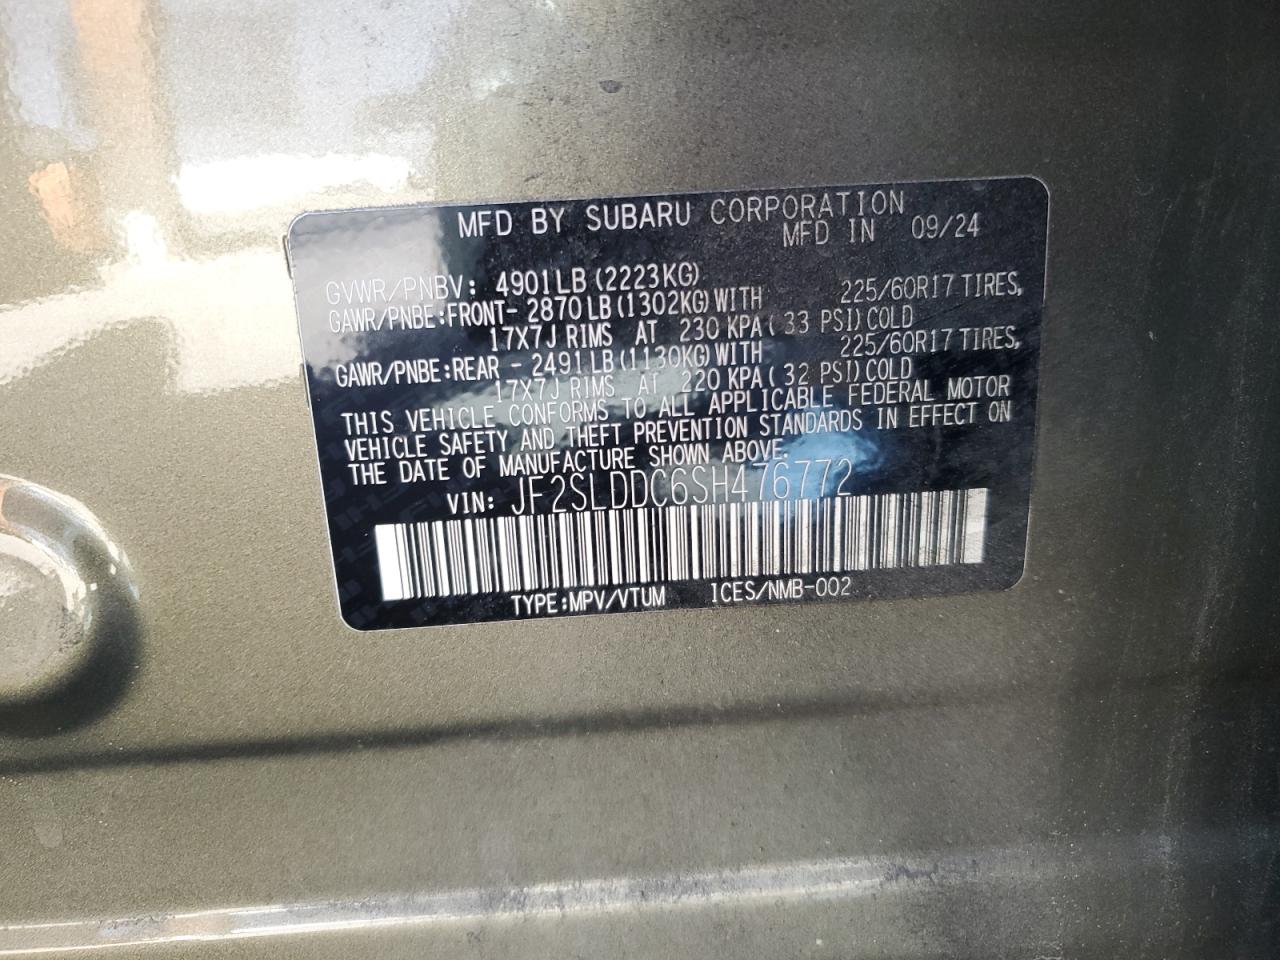 MFD BY SUBARU CORPORATION
MFD IN 09/24
GVWR/PNBV: 4901LB (2223KG)
GAWR/PNBE:FRONT- 2870LB(1302KG)WITH 225/60R17 TIRES,
17X7J RIMS AT 230 KPA( 33 PSI)COLD
GAWR/PNBE:REAR - 2491LB(1130KG)WITH 225/60R17 TIRES,
17X7J RIMS AT 220 KPA( 32 PSI)COLD
THIS VEHICLE CONFORMS TO ALL APPLICABLE FEDERAL MOTOR
VEHICLE SAFETY AND THEFT PREVENTION STANDARDS IN EFFECT ON
THE DATE OF MANUFACTURE SHOWN ABOVE.
VIN: JF2SLDDC6SH476772
TYPE:MPV/VTUM ICES/NMB-002